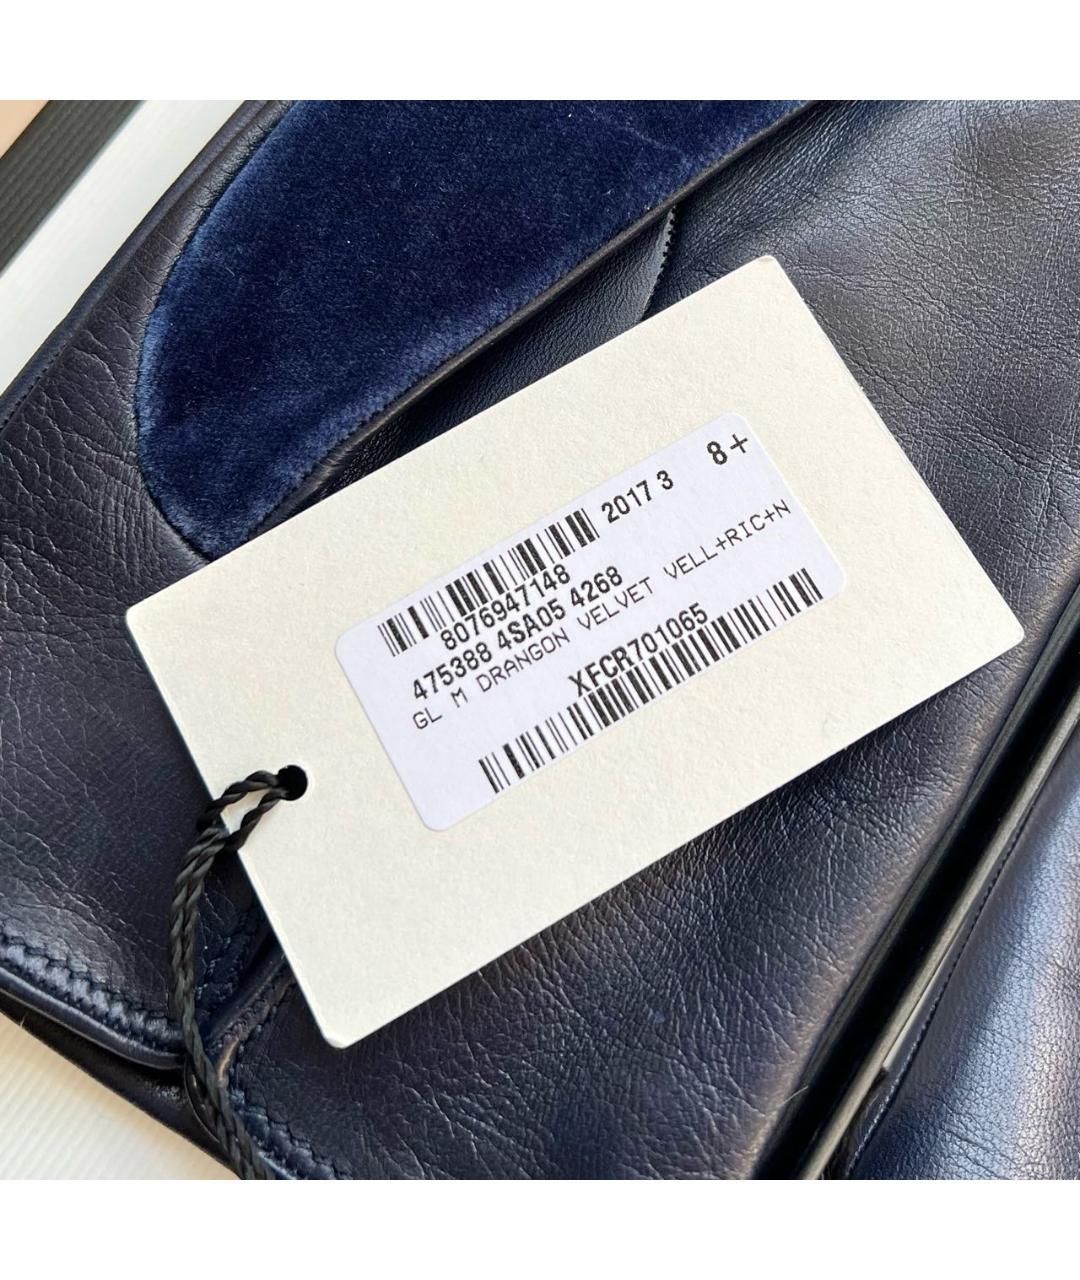 2017 3 8+
8076947148
475388 4SA05 4268
GL M DRANGON VELVET VELL+RIC+N
XFCR701065